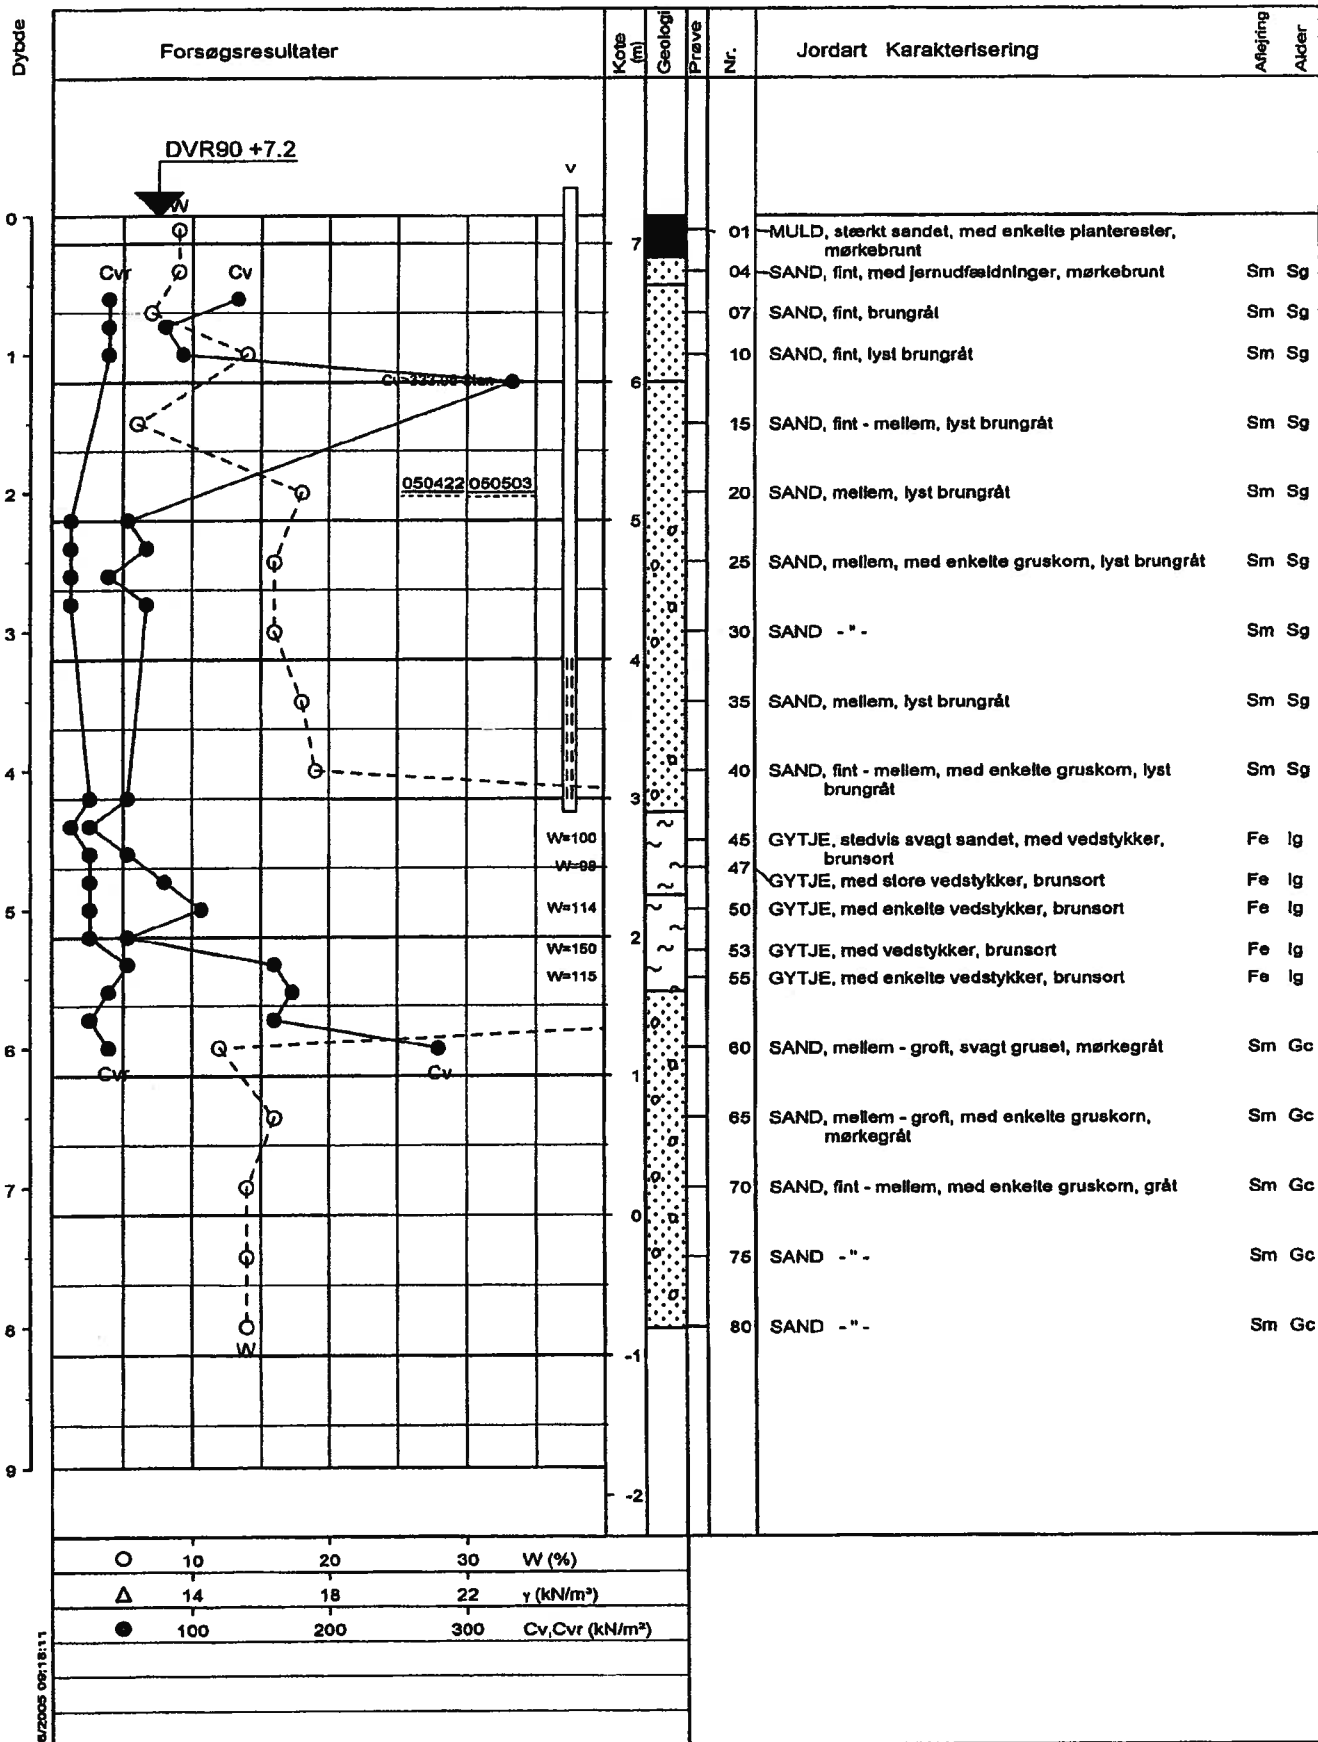 Dybde
Forsøgsresultater
Kote (m)
Geologi
Prøve
Nr.
Jordart Karakterisering
Aflejring
Alder
DVR90 +7.2
V
W
0
7
01 MULD, stærkt sandet, med enkelte planterester,
mørkebrunt
Cvr
Cv
04 SAND, fint, med jernudfældninger, mørkebrunt Sm Sg
07 SAND, fint, brungråt Sm Sg
1
10 SAND, fint, lyst brungråt Sm Sg
6
15 SAND, fint - mellem, lyst brungråt Sm Sg
050422 050503
2
20 SAND, mellem, lyst brungråt Sm Sg
5
25 SAND, mellem, med enkelte gruskorn, lyst brungråt Sm Sg
3
30 SAND - " - Sm Sg
4
35 SAND, mellem, lyst brungråt Sm Sg
4
40 SAND, fint - mellem, med enkelte gruskorn, lyst Sm Sg
brungråt
3
W=100
45 GYTJE, stedvis svagt sandet, med vedstykker, Fe Ig
brunsort
W=98
47 GYTJE, med store vedstykker, brunsort Fe Ig
5
W=114
50 GYTJE, med enkelte vedstykker, brunsort Fe Ig
2
W=150
53 GYTJE, med vedstykker, brunsort Fe Ig
W=115
55 GYTJE, med enkelte vedstykker, brunsort Fe Ig
6
60 SAND, mellem - groft, svagt gruset, mørkegråt Sm Gc
Cvr
Cv
1
65 SAND, mellem - groft, med enkelte gruskorn, Sm Gc
mørkegråt
7
70 SAND, fint - mellem, med enkelte gruskorn, gråt Sm Gc
0
75 SAND - " - Sm Gc
8
80 SAND - " - Sm Gc
W
-1
9
-2
10 20 30 W (%)
14 18 22 γ (kN/m³)
100 200 300 Cv,Cvr (kN/m²)
6/2005 09:18:11